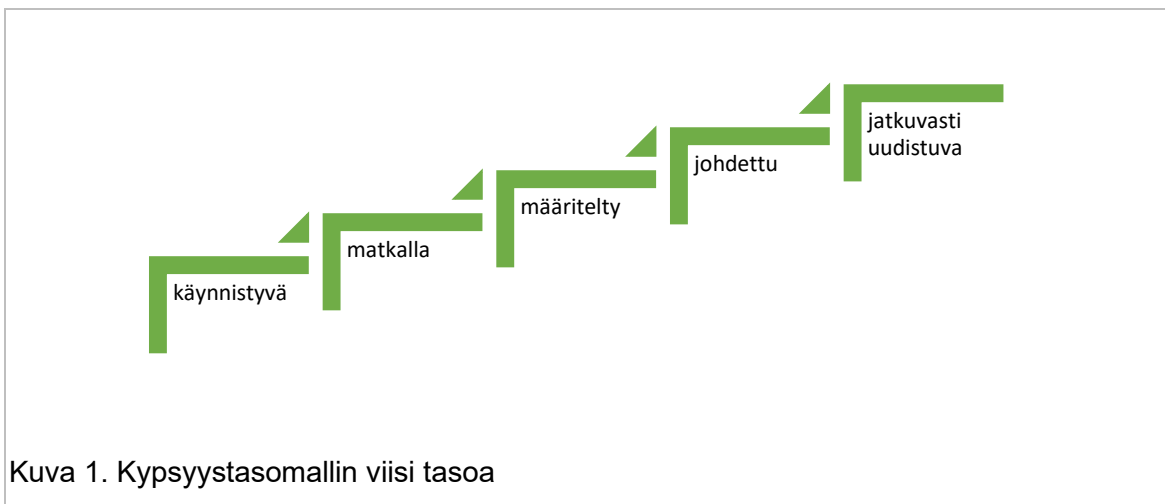 käynnistyvä
matkalla
määritelty
johdettu
jatkuvasti
uudistuva
Kuva 1. Kypsyystasomallin viisi tasoa